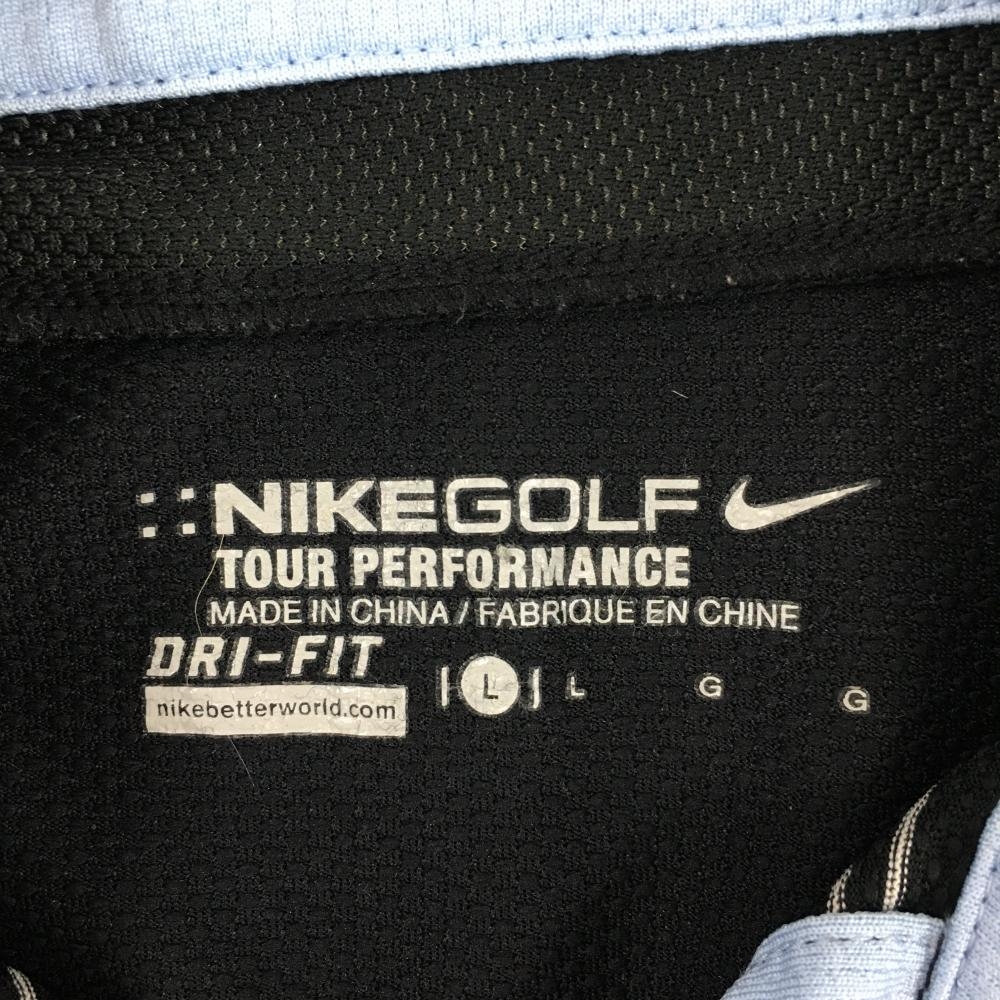 NIKEGOLF
TOUR PERFORMANCE
MADE IN CHINA / FABRIQUE EN CHINE
DRI-FIT
nikebetterworld.com
L L G G